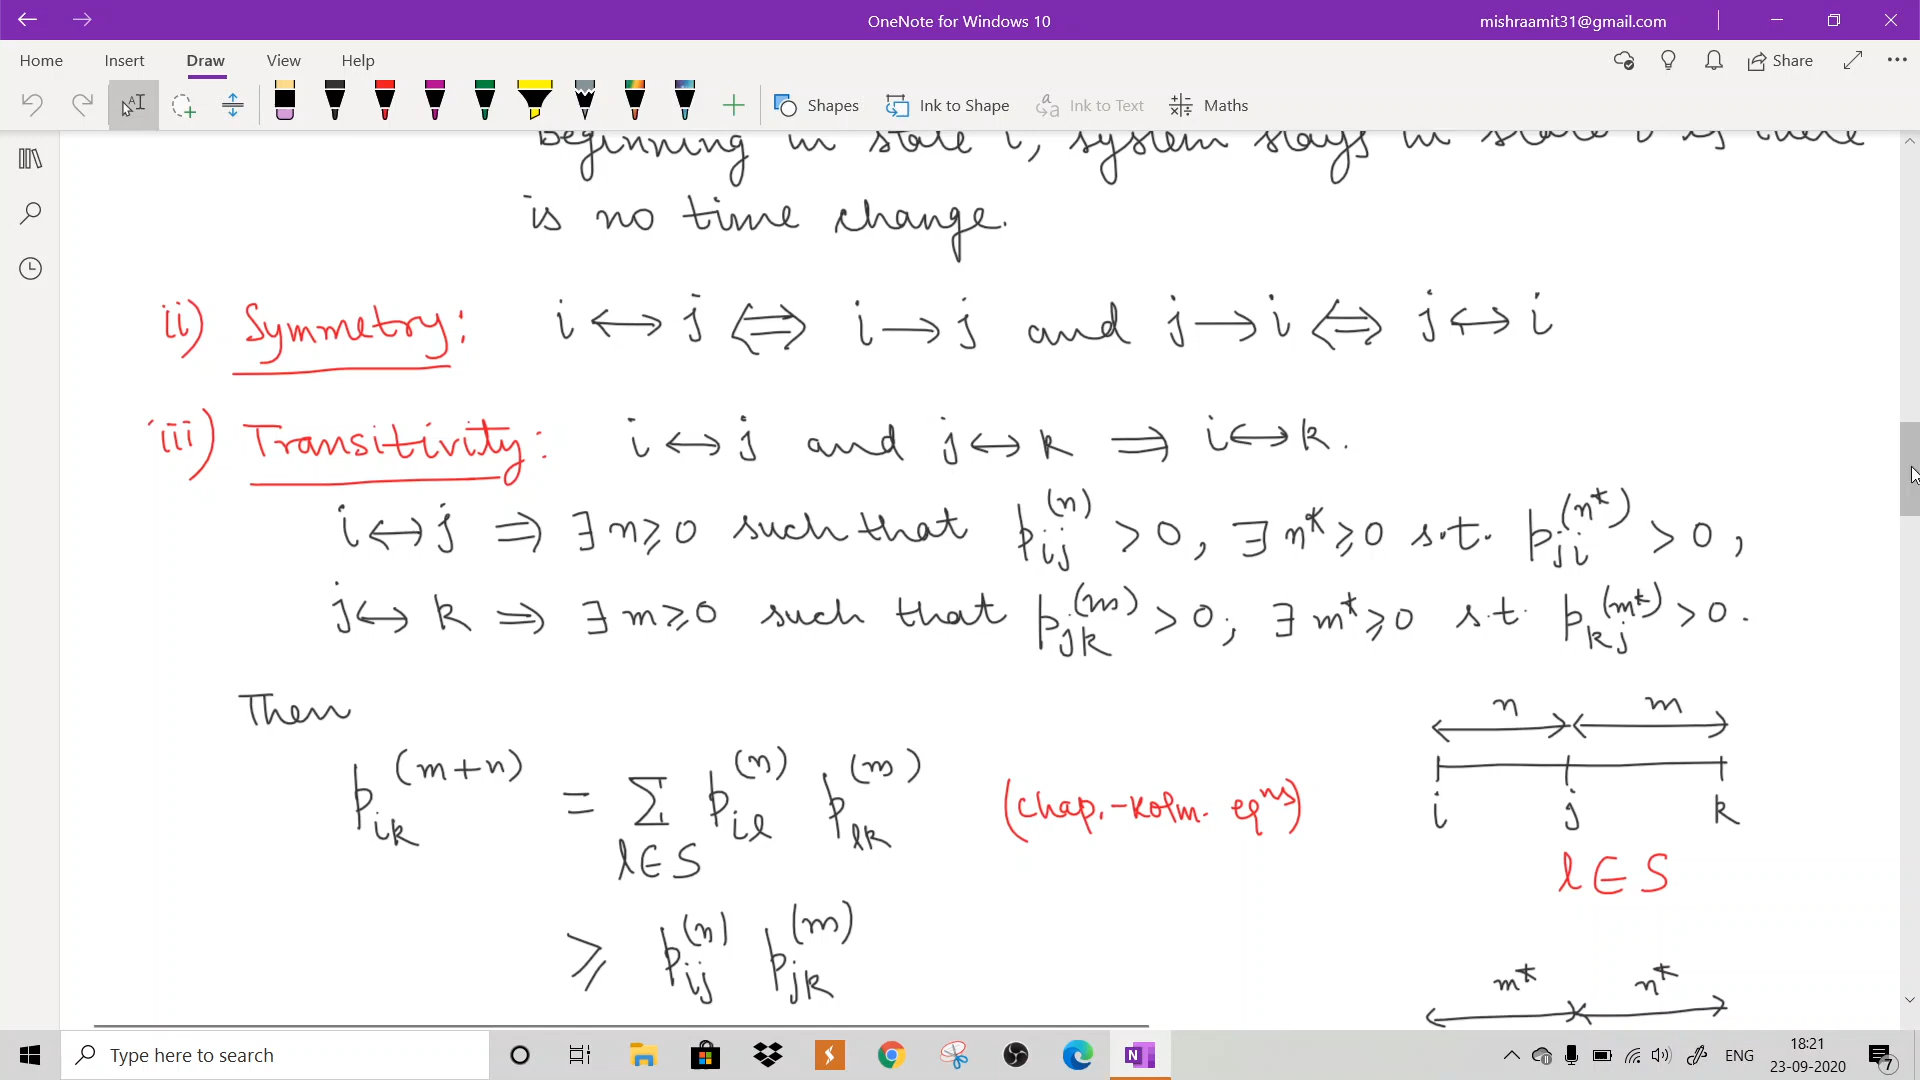 OneNote for Windows 10
mishraamit31@gmail.com
Home Insert Draw View Help
Share
Shapes Ink to Shape Ink to Text Maths
Beginning in state i, system stays in state i if there
is no time change.
ii) Symmetry: i ↔ j ⇔ i → j and j → i ⇔ j ↔ i
iii) Transitivity: i ↔ j and j ↔ k ⇒ i ↔ k.
i ↔ j ⇒ ∃ n ≥ 0 such that p_ij^(n) > 0, ∃ n* ≥ 0 s.t. p_ji^(n*) > 0,
j ↔ k ⇒ ∃ m ≥ 0 such that p_jk^(m) > 0, ∃ m* ≥ 0 s.t. p_kj^(m*) > 0.
Then
n m
p_ik^(m+n) = Σ_{l∈S} p_il^(n) p_lk^(m) (chap.-Kolm. eqns)
i j k
l ∈ S
≥ p_ij^(n) p_jk^(m)
m* n*
Type here to search
ENG
18:21
23-09-2020
7